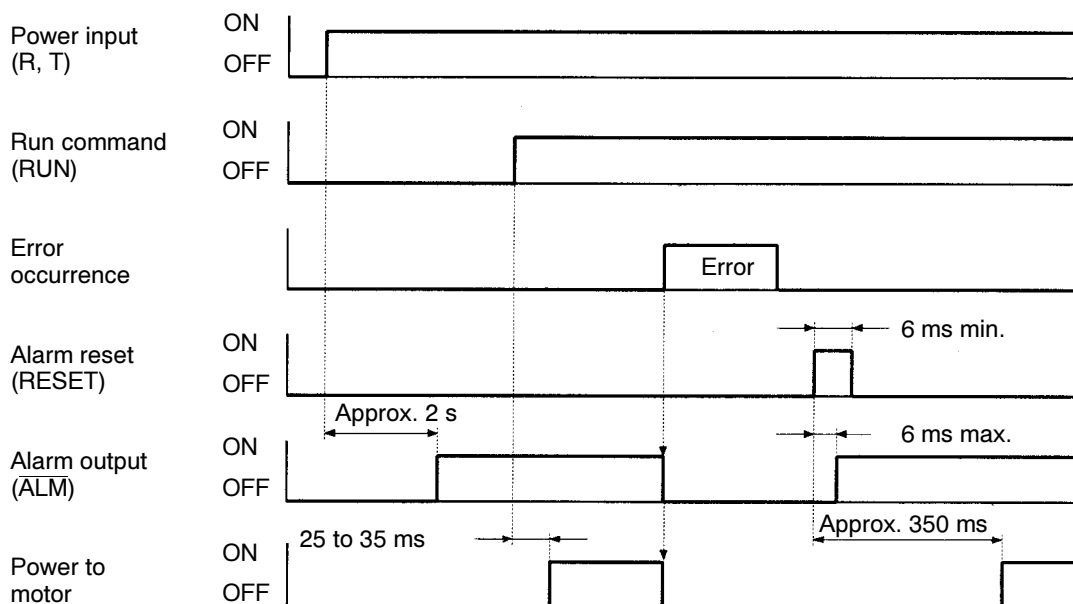 Power input
(R, T)
ON
OFF
Run command
(RUN)
ON
OFF
Error
occurrence
Error
Alarm reset
(RESET)
ON
OFF
6 ms min.
Approx. 2 s
Alarm output
(ALM)
ON
OFF
6 ms max.
Power to
motor
ON
OFF
25 to 35 ms
Approx. 350 ms